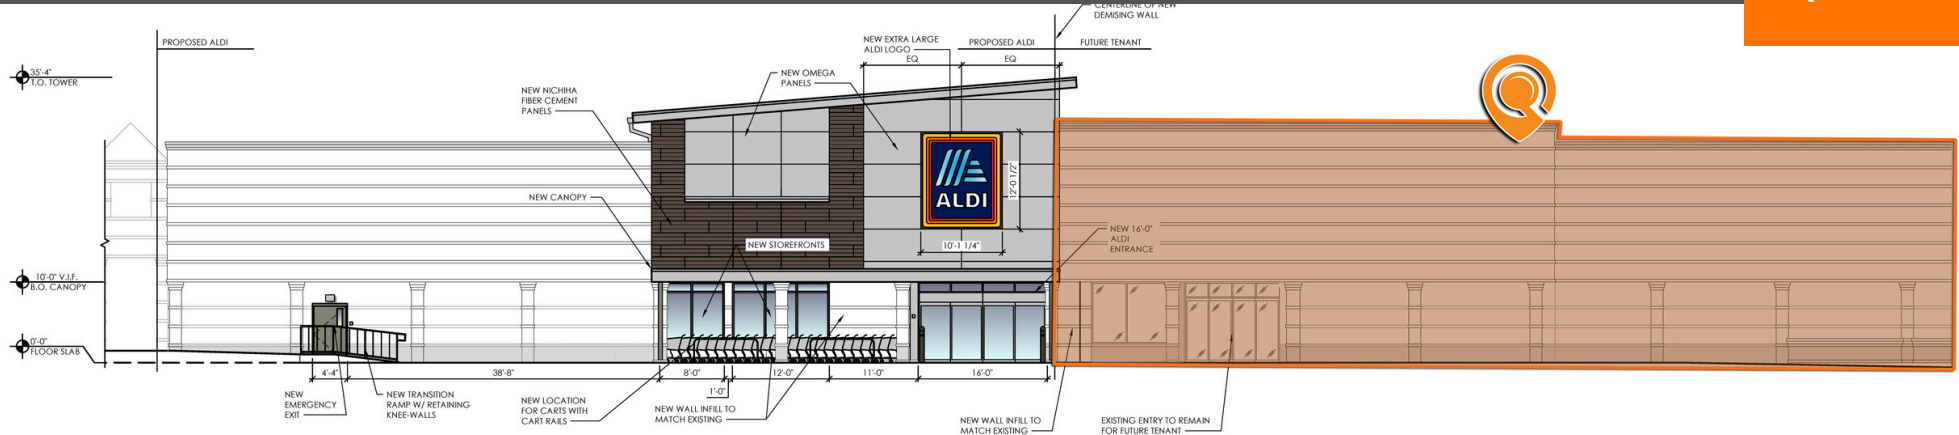 CENTERLINE OF NEW
DEMISING WALL
PROPOSED ALDI
NEW EXTRA LARGE
ALDI LOGO
PROPOSED ALDI
FUTURE TENANT
EQ
EQ
35'-4"
T.O. TOWER
NEW OMEGA
PANELS
NEW NICHIHA
FIBER CEMENT
PANELS
12'-0 1/2"
ALDI
NEW CANOPY
NEW STOREFRONTS
10'-1 1/4"
NEW 16'-0"
ALDI
ENTRANCE
10'-0" V.I.F.
B.O. CANOPY
0'-0"
FLOOR SLAB
4'-4"
38'-8"
8'-0"
12'-0"
11'-0"
16'-0"
1'-0"
NEW
EMERGENCY
EXIT
NEW TRANSITION
RAMP W/ RETAINING
KNEE-WALLS
NEW LOCATION
FOR CARTS WITH
CART RAILS
NEW WALL INFILL TO
MATCH EXISTING
NEW WALL INFILL TO
MATCH EXISTING
EXISTING ENTRY TO REMAIN
FOR FUTURE TENANT